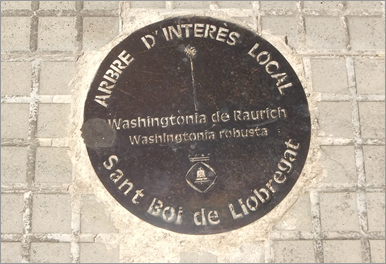 ARBRE D'INTERÈS LOCAL
Washingtonia de Raurich
Washingtonia robusta
Sant Boi de Llobregat